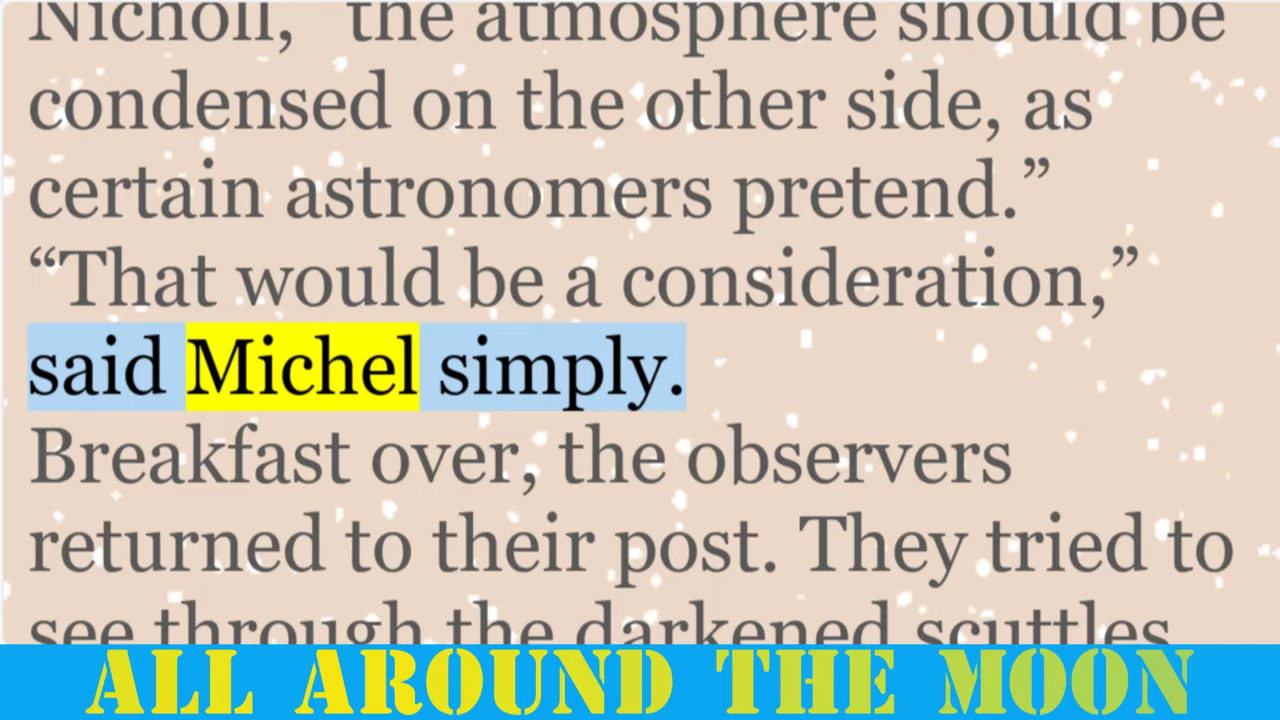 Nicholl, “the atmosphere should be
condensed on the other side, as
certain astronomers pretend.”
“That would be a consideration,”
said Michel simply.
Breakfast over, the observers
returned to their post. They tried to
see through the darkened scuttles
ALL AROUND THE MOON